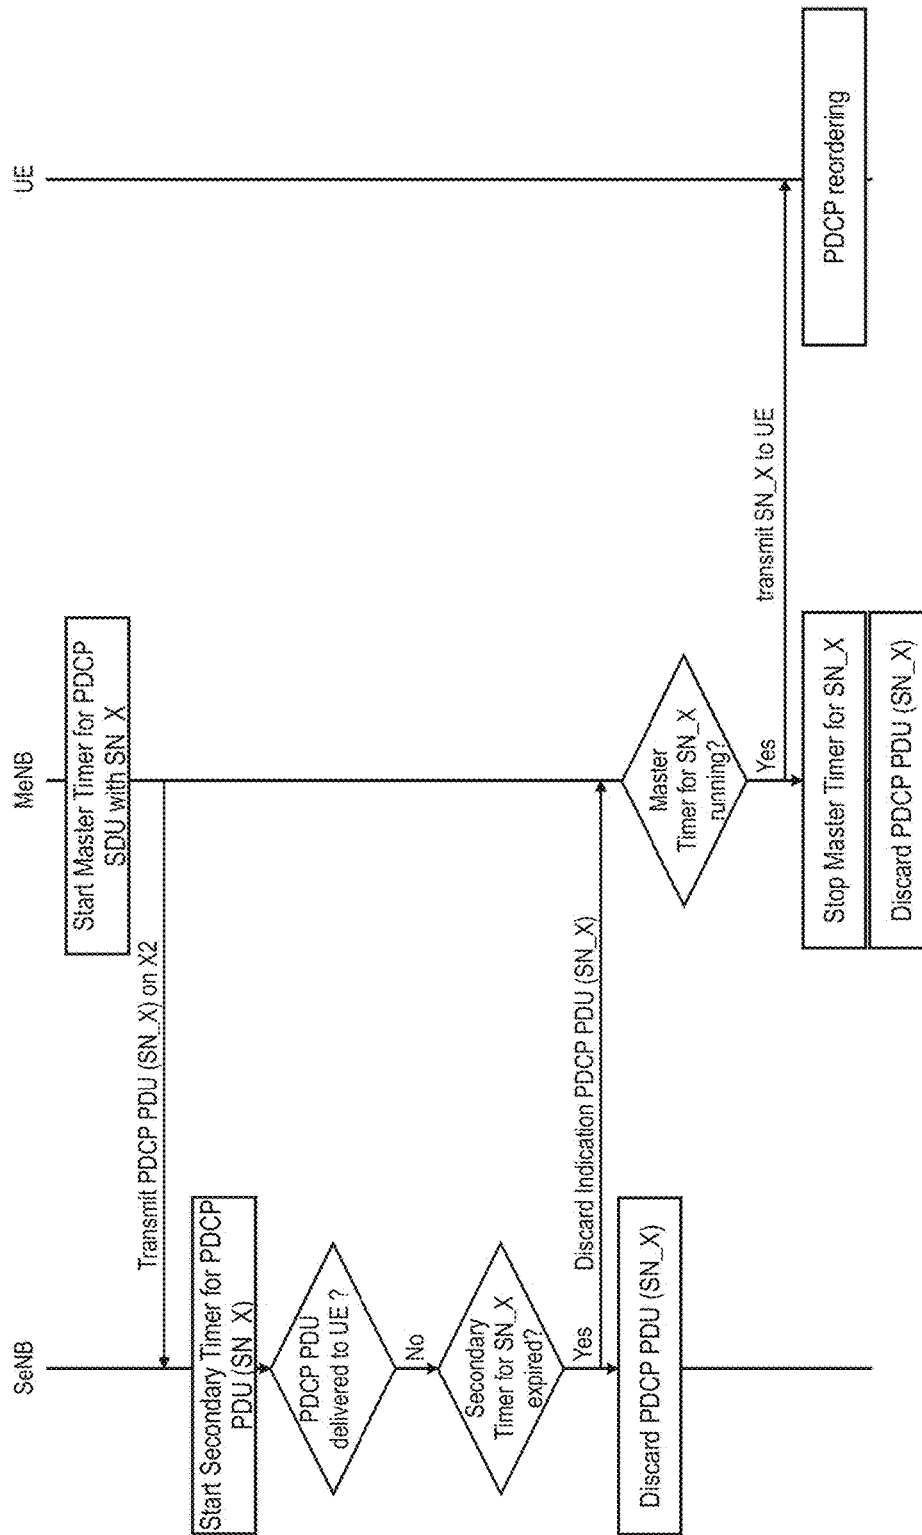 SeNB
MeNB
UE
Start Master Timer for PDCP
SDU with SN_X
Transmit PDCP PDU (SN_X) on X2
Start Secondary Timer for PDCP
PDU (SN_X)
PDCP PDU
delivered to UE ?
No
Secondary
Timer for SN_X
expired?
Yes
Discard Indication PDCP PDU (SN_X)
Discard PDCP PDU (SN_X)
Master
Timer for SN_X
running?
Yes
transmit SN_X to UE
Stop Master Timer for SN_X
Discard PDCP PDU (SN_X)
PDCP reordering